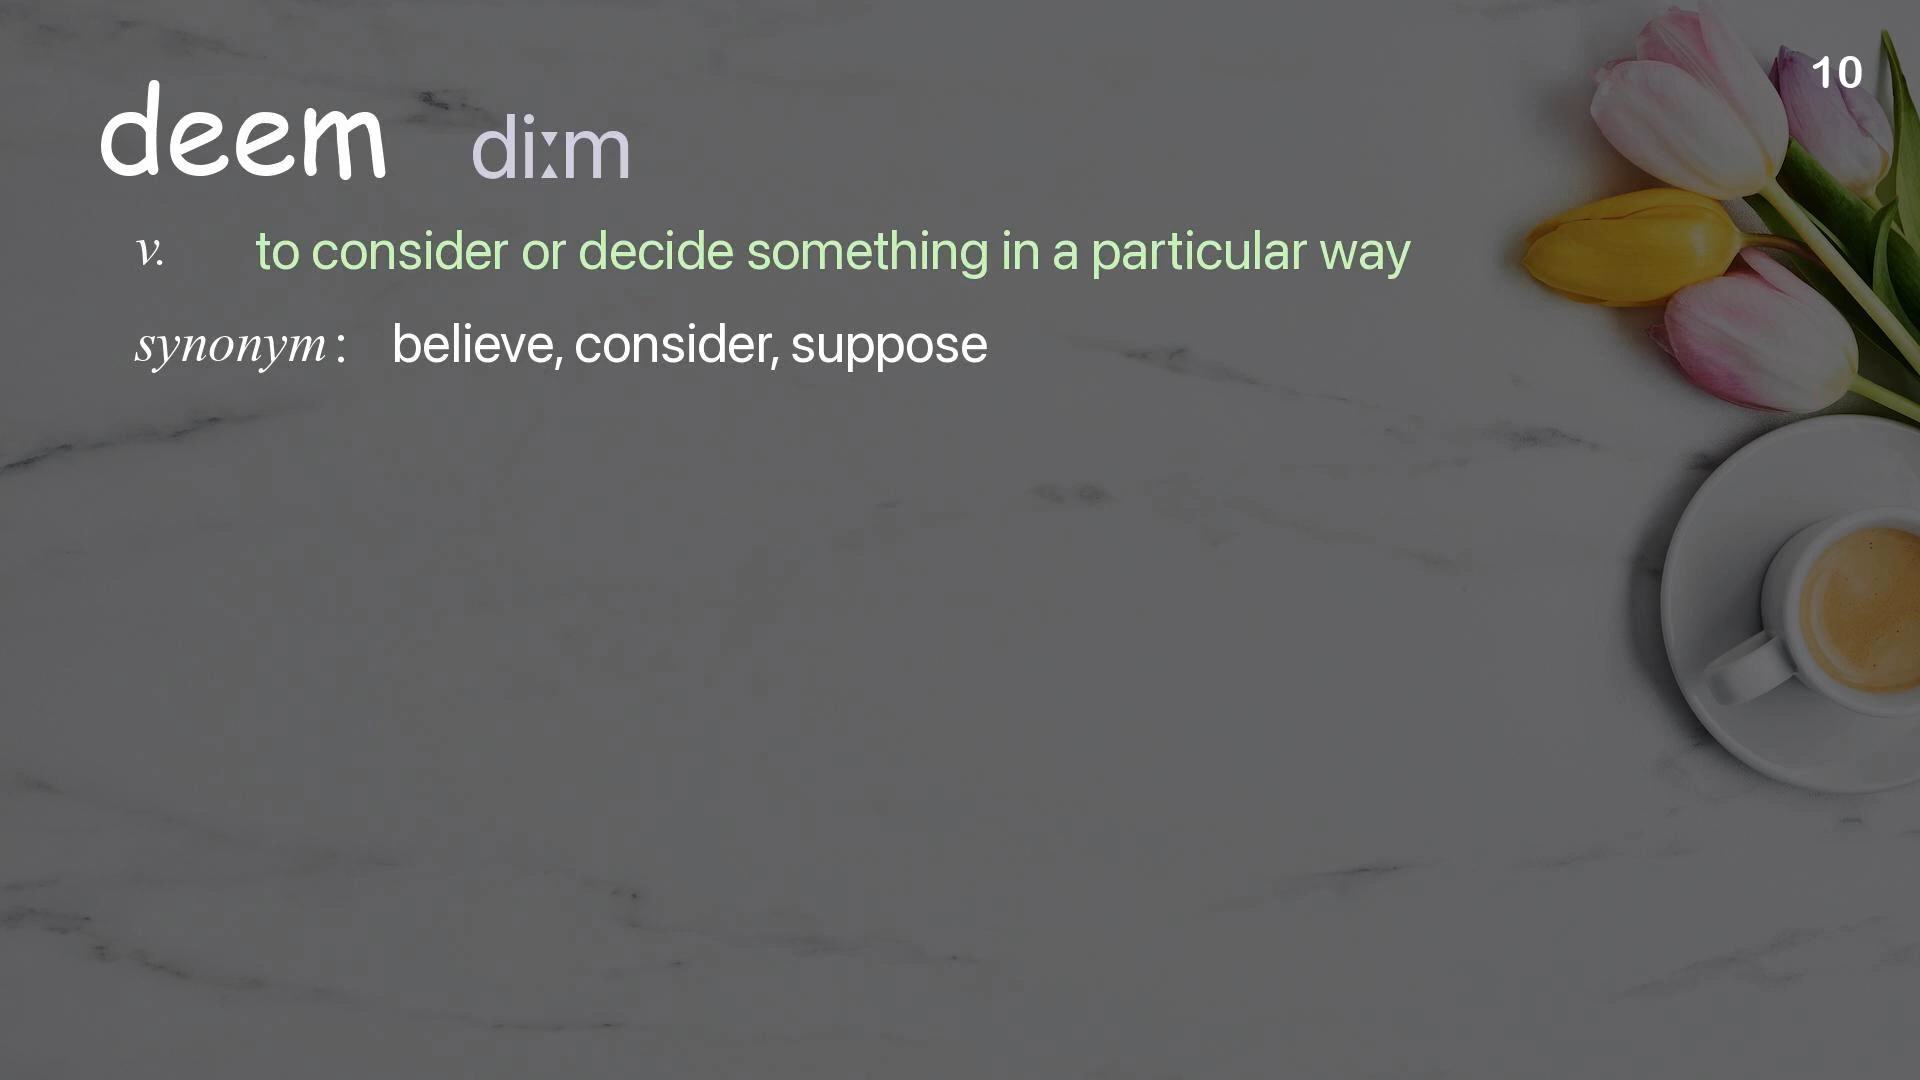 10
deem diːm
v. to consider or decide something in a particular way
synonym : believe, consider, suppose